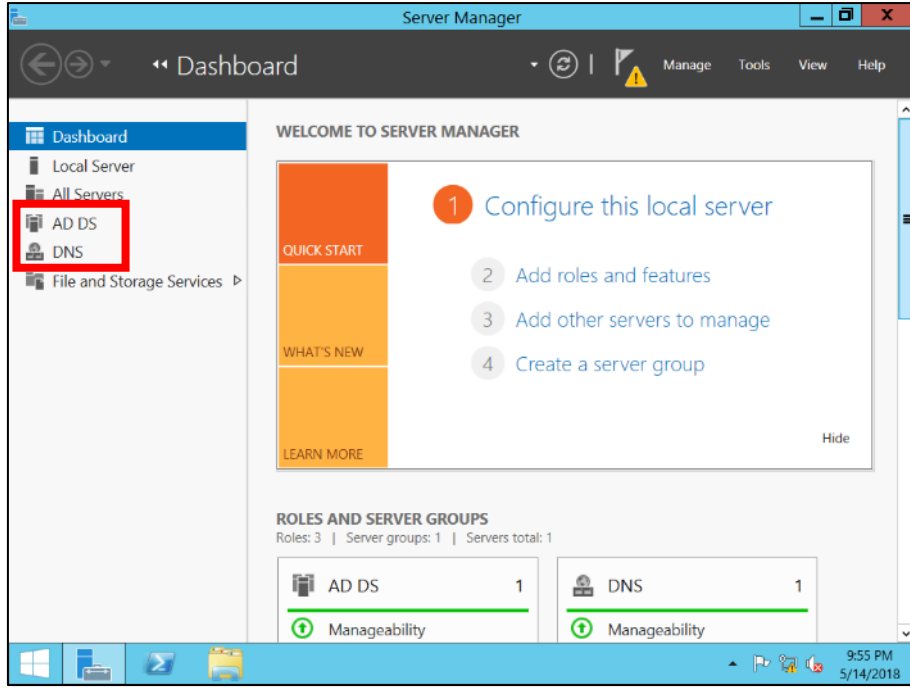 Server Manager
Dashboard
Manage Tools View Help
Dashboard
Local Server
All Servers
AD DS
DNS
File and Storage Services
WELCOME TO SERVER MANAGER
QUICK START
WHAT'S NEW
LEARN MORE
1 Configure this local server
2 Add roles and features
3 Add other servers to manage
4 Create a server group
Hide
ROLES AND SERVER GROUPS
Roles: 3 | Server groups: 1 | Servers total: 1
AD DS 1
Manageability
DNS 1
Manageability
9:55 PM
5/14/2018